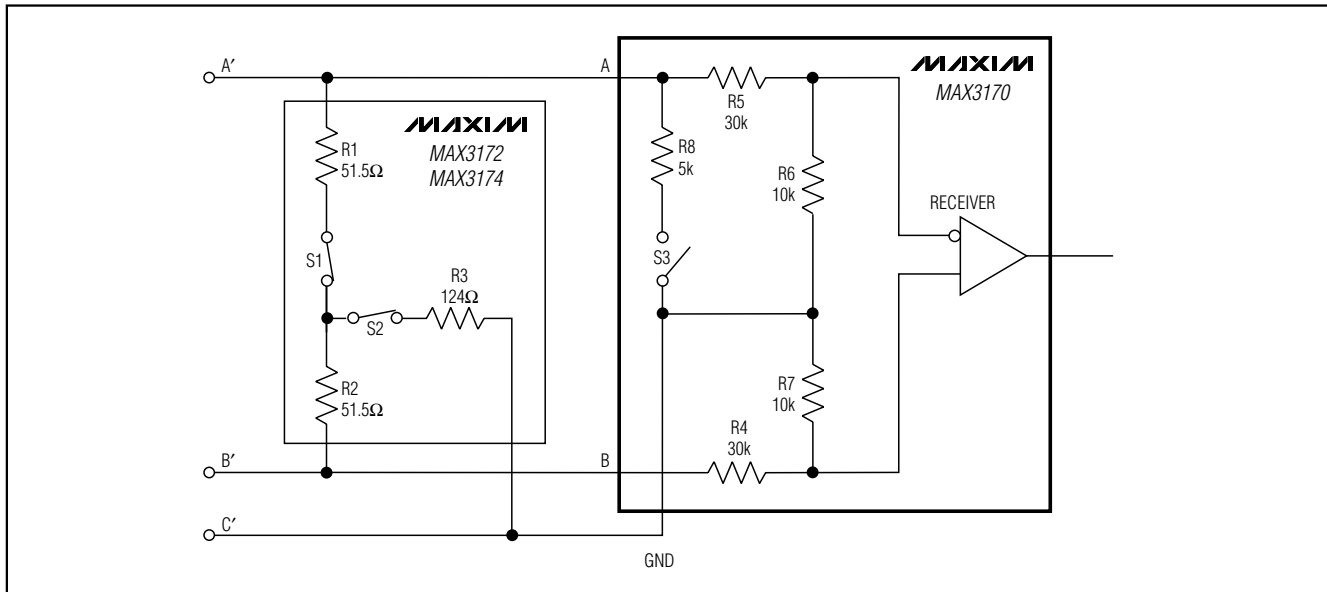 A′
A
MAXIM
MAX3170
R5
30k
MAXIM
MAX3172
MAX3174
R1
51.5Ω
R8
5k
R6
10k
RECEIVER
S1
S3
R3
124Ω
S2
R2
51.5Ω
R7
10k
R4
30k
B′
B
C′
GND